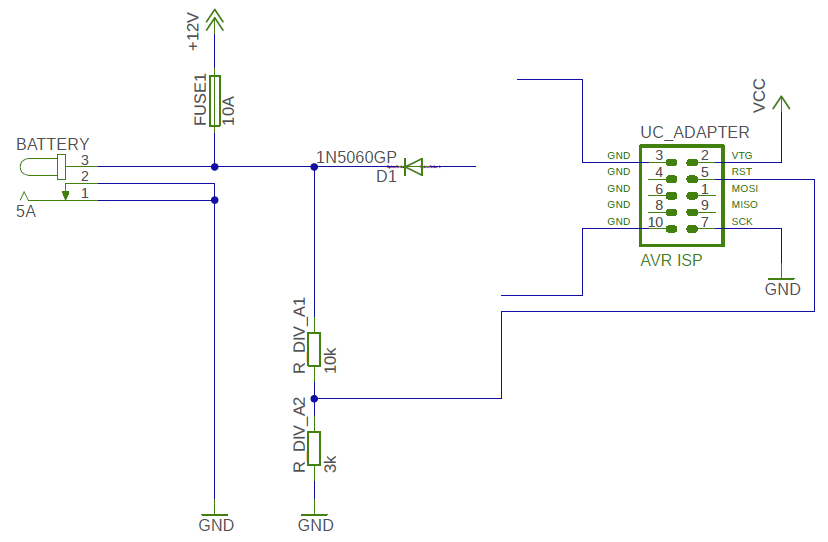 +12V
FUSE1
10A
BATTERY
3
2
1
5A
1N5060GP
D1
VCC
UC_ADAPTER
GND 3 2 VTG
GND 4 5 RST
GND 6 1 MOSI
GND 8 9 MISO
GND 10 7 SCK
AVR ISP
GND
R_DIV_A1
10k
R_DIV_A2
3k
GND
GND